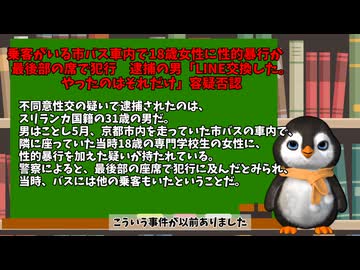 乗客がいる市バス車内で18歳女性に性的暴行か
最後部の席で犯行　逮捕の男「LINE交換した。
やったのはそれだけ」容疑否認
不同意性交の疑いで逮捕されたのは、
スリランカ国籍の31歳の男だ。
男はことし5月、京都市内を走っていた市バスの車内で、
隣に座っていた当時18歳の専門学校生の女性に、
性的暴行を加えた疑いが持たれている。
警察によると、最後部の座席で犯行に及んだとみられ、
当時、バスには他の乗客もいたということだ。
こういう事件が以前ありました